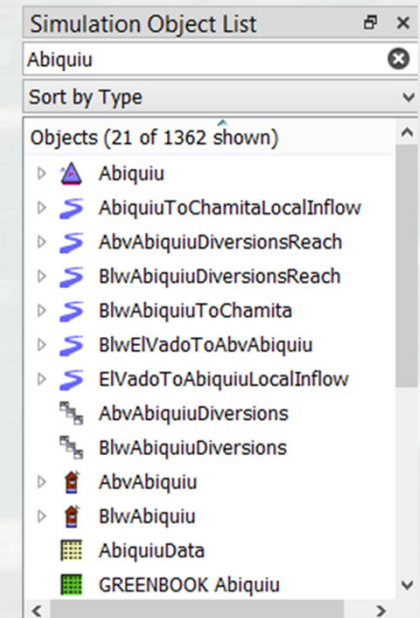 Simulation Object List
Abiquiu
Sort by Type
Objects (21 of 1362 shown)
Abiquiu
AbiquiuToChamitaLocalInflow
AbvAbiquiuDiversionsReach
BlwAbiquiuDiversionsReach
BlwAbiquiuToChamita
BlwElVadoToAbvAbiquiu
ElVadoToAbiquiuLocalInflow
AbvAbiquiuDiversions
BlwAbiquiuDiversions
AbvAbiquiu
BlwAbiquiu
AbiquiuData
GREENBOOK Abiquiu